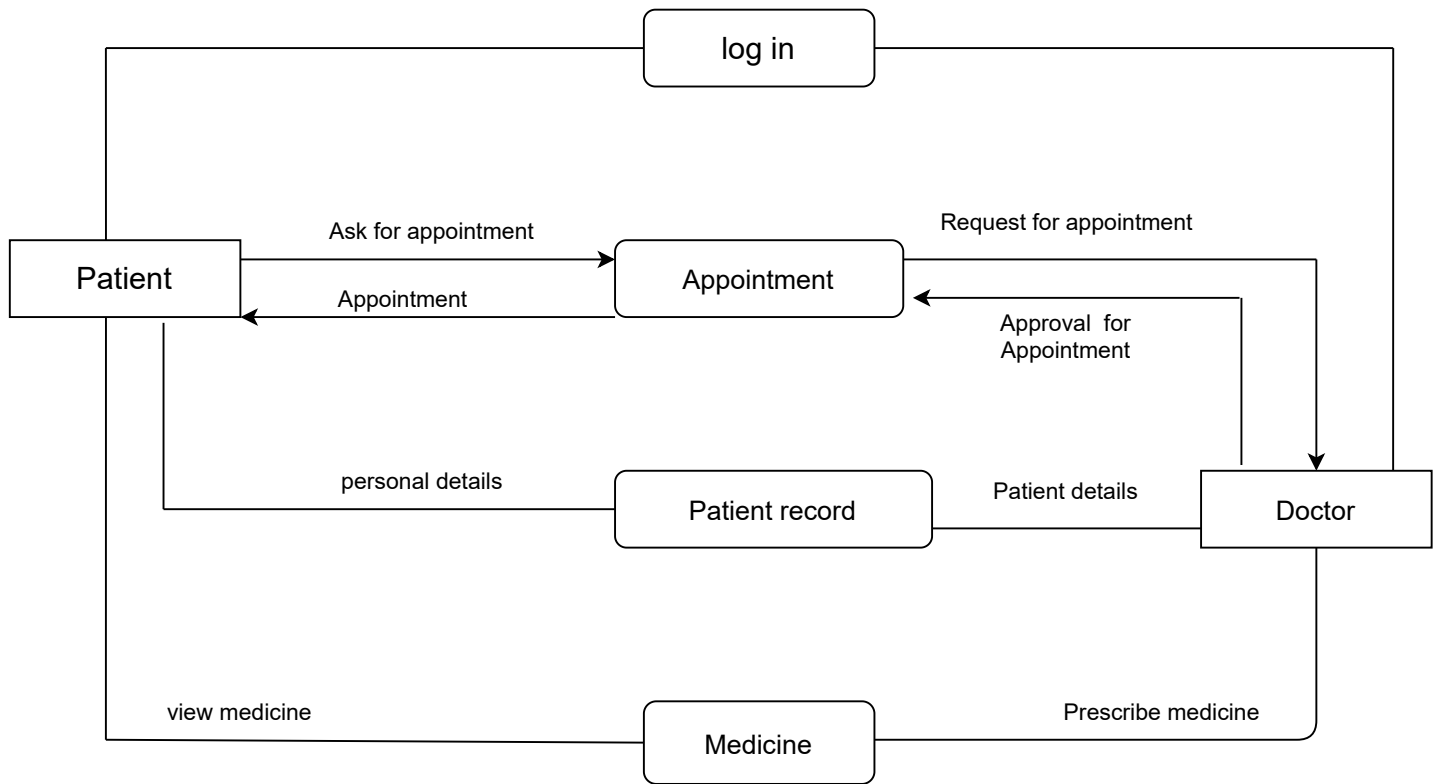 log in
Ask for appointment
Request for appointment
Patient
Appointment
Appointment
Approval for
Appointment
personal details
Patient record
Patient details
Doctor
view medicine
Prescribe medicine
Medicine